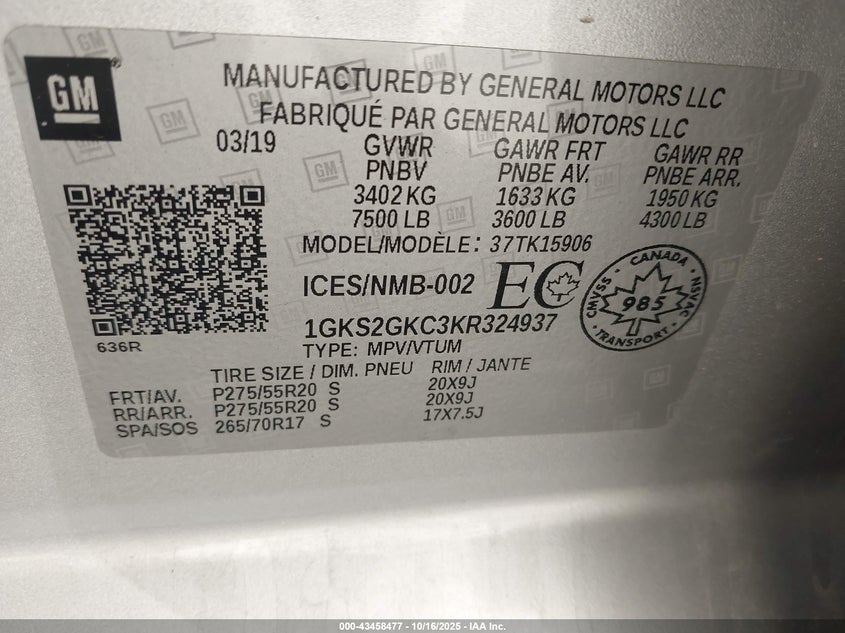 GM
MANUFACTURED BY GENERAL MOTORS LLC
FABRIQUÉ PAR GENERAL MOTORS LLC
03/19 GVWR GAWR FRT GAWR RR
PNBV PNBE AV. PNBE ARR.
3402 KG 1633 KG 1950 KG
7500 LB 3600 LB 4300 LB
MODEL/MODÈLE: 37TK15906
ICES/NMB-002 EC
CANADA
CMVSS 985 NSVAC
TRANSPORT
1GKS2GKC3KR324937
636R
TYPE: MPV/VTUM
TIRE SIZE / DIM. PNEU RIM / JANTE
FRT/AV. P275/55R20 S 20X9J
RR/ARR. P275/55R20 S 20X9J
SPA/SOS 265/70R17 S 17X7.5J
000-43458477 - 10/16/2025 - IAA Inc.